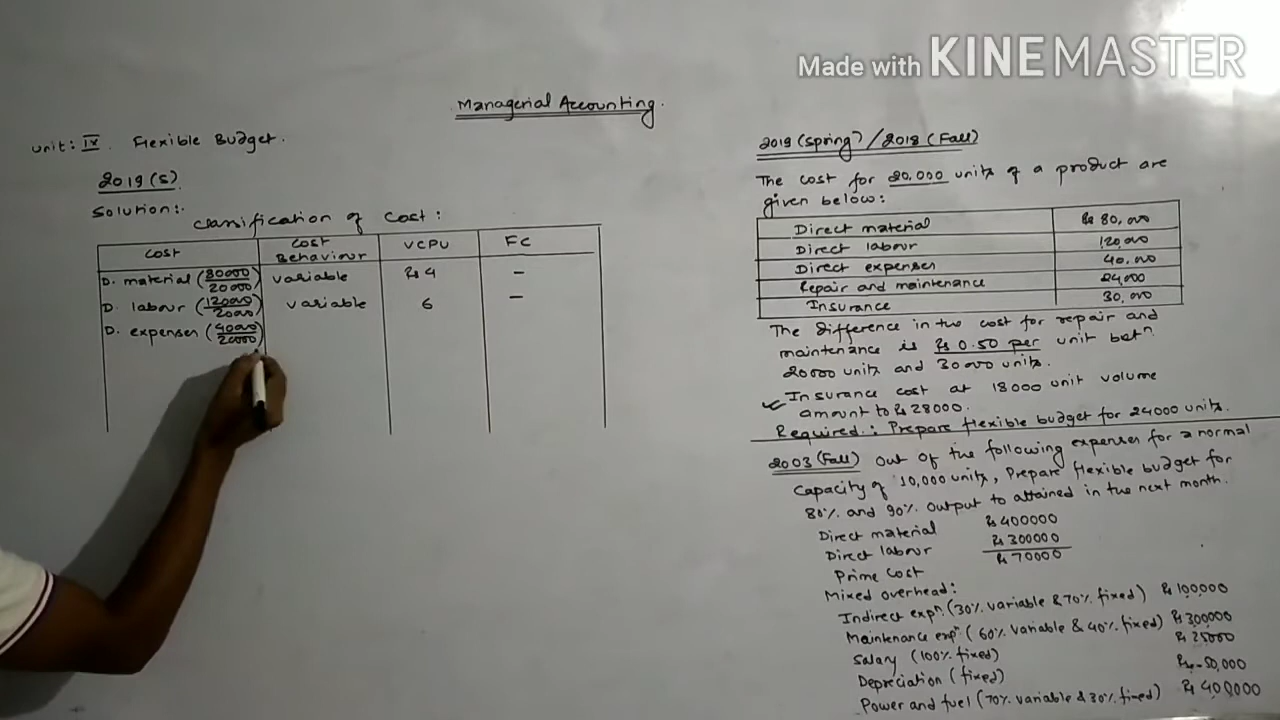 Made with KINEMASTER
Managerial Accounting.
Unit: IV. Flexible Budget.
2019 (S)
Solution:.
Classification of Cost:
Cost Cost Behaviour VCPU FC
D. material (80000/20000) variable Rs 4 -
D. labour (120,000/20000) variable 6 -
D. expenses (40000/20000)
2019 (Spring) / 2018 (Fall)
The cost for 20,000 units of a product are
given below:
Direct material Rs 80,000
Direct labour 120,000
Direct expenses 40,000
Repair and maintenance 24,000
Insurance 30,000
The difference in the cost for repair and
maintenance is Rs 0.50 per unit betn
20000 units and 30000 units.
Insurance cost at 18000 unit volume
amount to Rs 28000.
Required: Prepare flexible budget for 24000 units.
2003 (Fall) Out of the following expenses for a normal
Capacity of 10,000 units, Prepare flexible budget for
80% and 90% output to attained in the next month.
Direct material Rs 400000
Direct labour Rs 300000
Prime cost Rs 70000
Mixed overhead:
Indirect expn (30% variable & 70% fixed) Rs 100,000
Maintenance expn (60% variable & 40% fixed) Rs 300000
Salary (100% fixed) Rs 25000
Depreciation (fixed) Rs 50,000
Power and fuel (70% variable & 30% fixed) Rs 400000